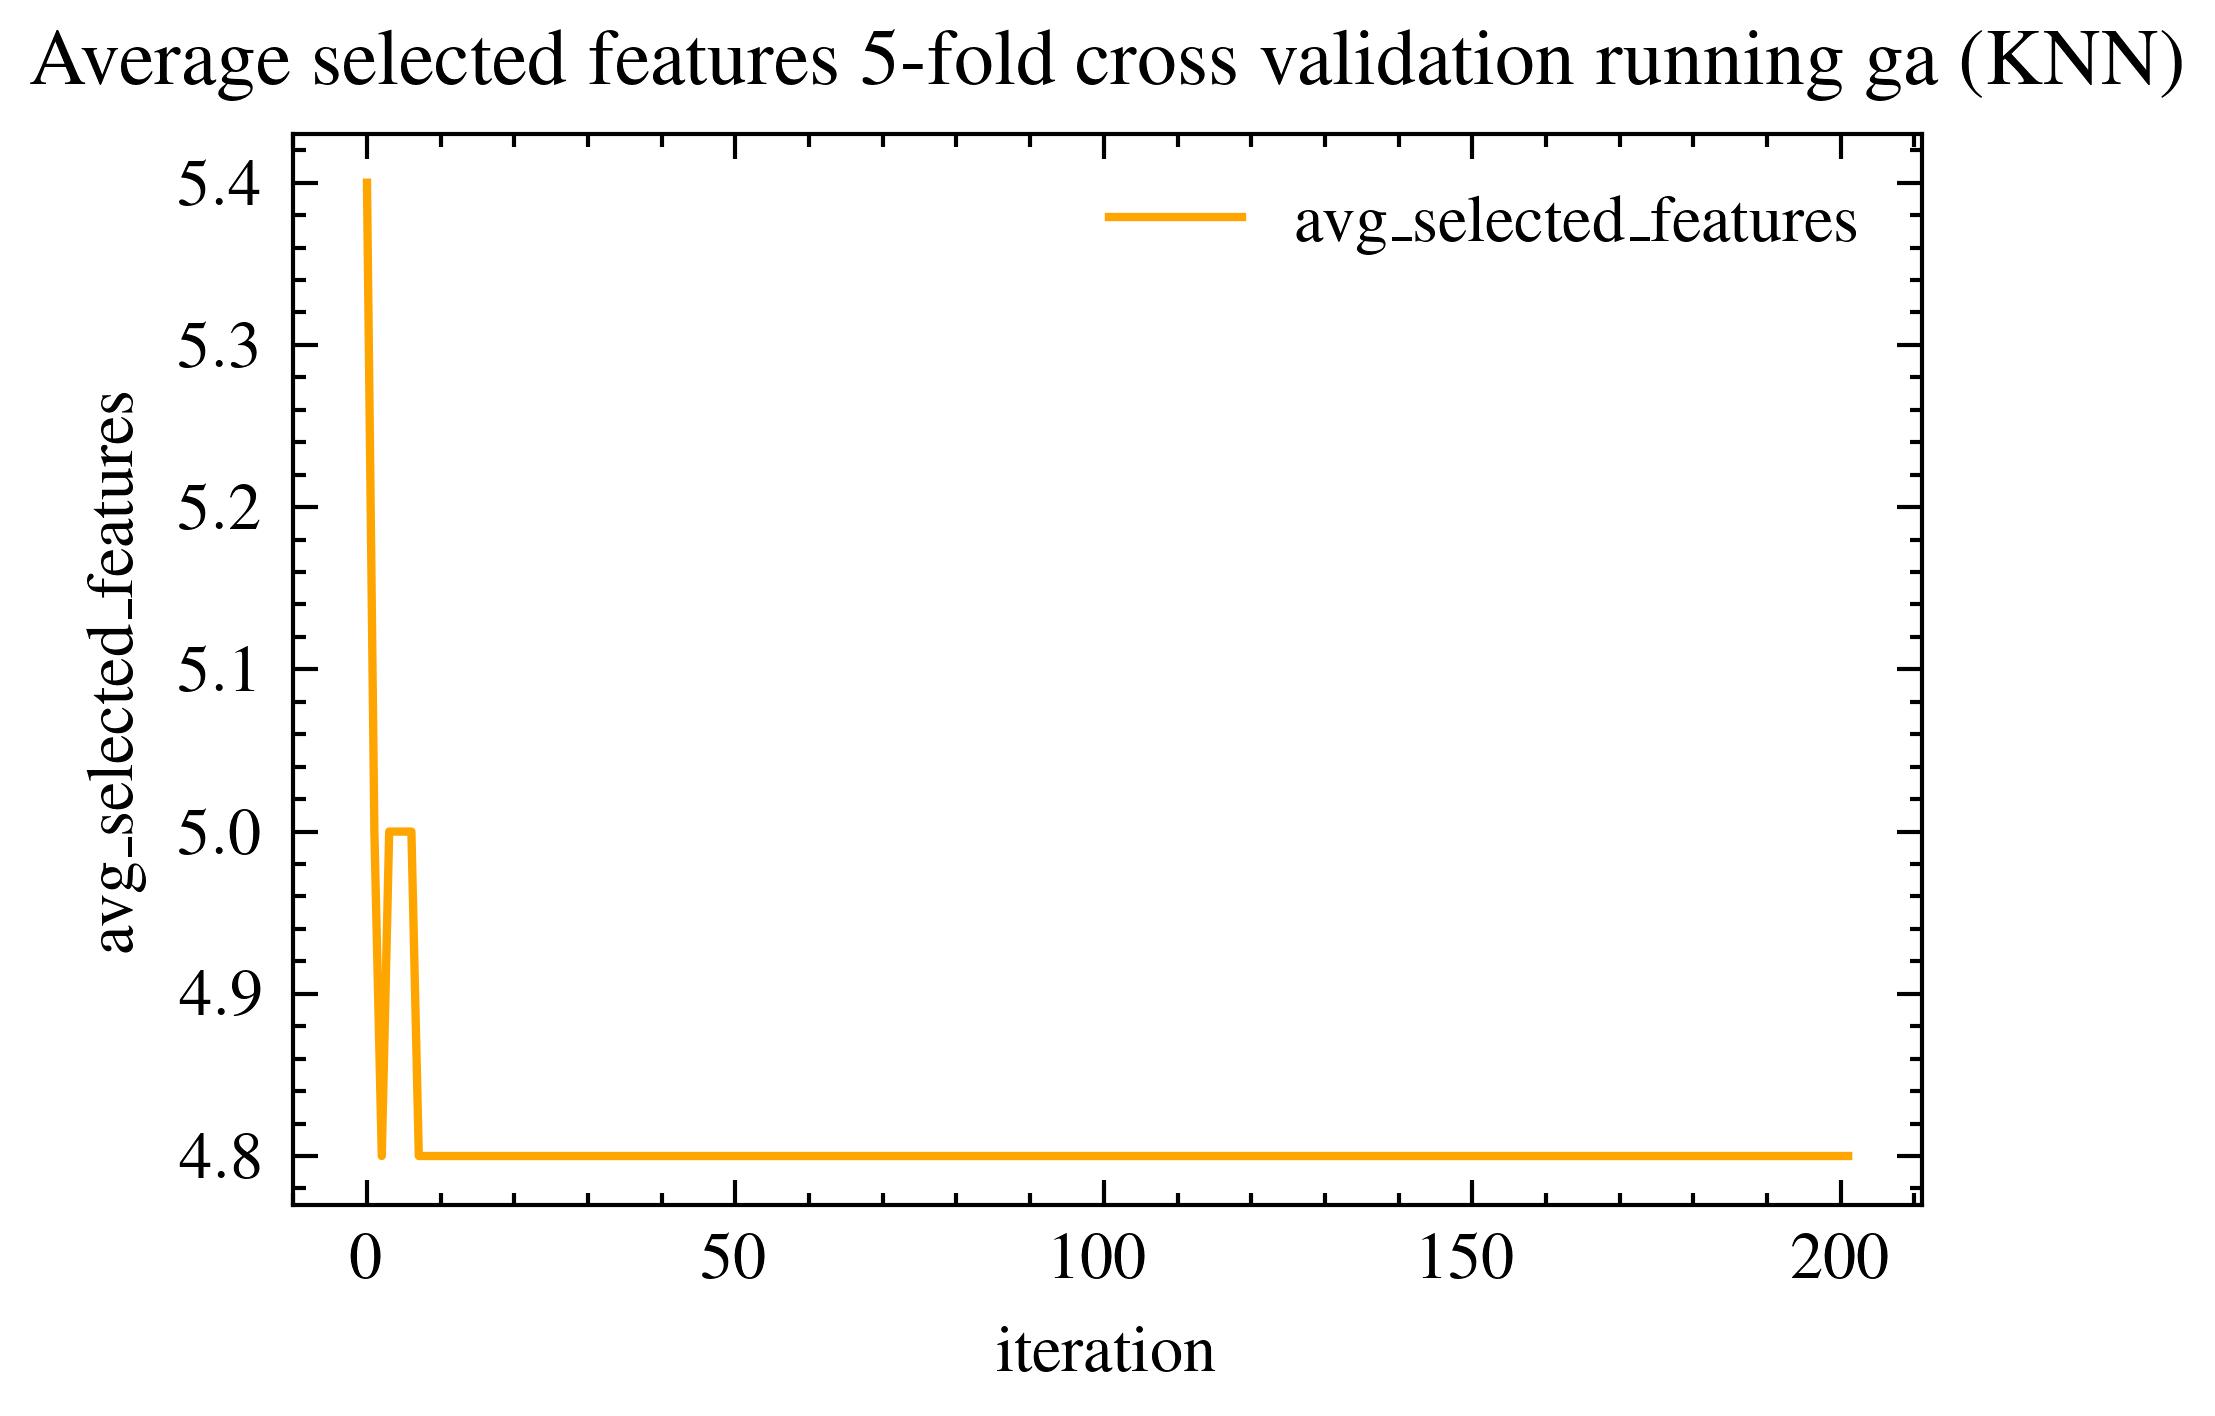 Average selected features 5-fold cross validation running ga (KNN)
avg_selected_features
5.4
5.3
5.2
5.1
5.0
4.9
4.8
avg_selected_features
0 50 100 150 200
iteration